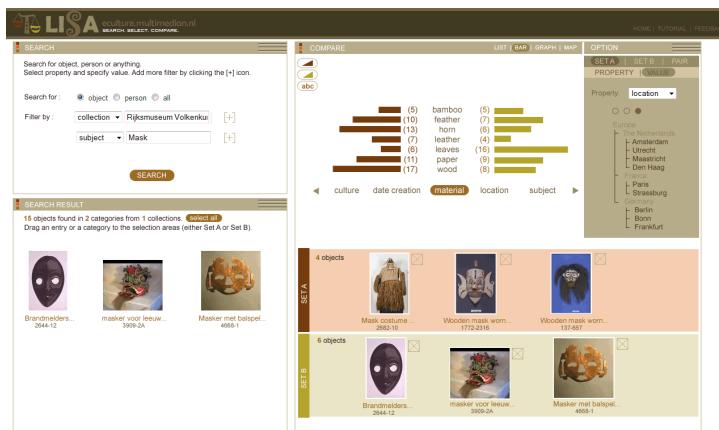 LISA
eculture.multimedian.nl
SEARCH. SELECT. COMPARE.
HOME | TUTORIAL | FEEDBA
SEARCH
Search for object, person or anything.
Select property and specify value. Add more filter by clicking the [+] icon.
Search for : object person all
Filter by : collection Rijksmuseum Volkenku [+]
subject Mask [+]
SEARCH
SEARCH RESULT
15 objects found in 2 categories from 1 collections. select all
Drag an entry or a category to the selection areas (either Set A or Set B).
Brandmelders...
2644-12
masker voor leeuw...
3909-2A
Masker met balspel...
4668-1
COMPARE
LIST | BAR | GRAPH | MAP
abc
(5) bamboo (5)
(10) feather (7)
(13) horn (6)
(7) leather (4)
(6) leaves (16)
(11) paper (9)
(17) wood (8)
culture date creation material location subject
SET A
4 objects
Mask costume...
2682-10
Wooden mask worn...
1772-2316
Wooden mask worn...
137-657
SET B
6 objects
Brandmelders...
2644-12
masker voor leeuw...
3909-2A
Masker met balspel...
4668-1
OPTION
SET A | SET B | PAIR
PROPERTY | VALUE
Property: location
Europe
The Netherlands
Amsterdam
Utrecht
Maastricht
Den Haag
France
Paris
Strassburg
Germany
Berlin
Bonn
Frankfurt